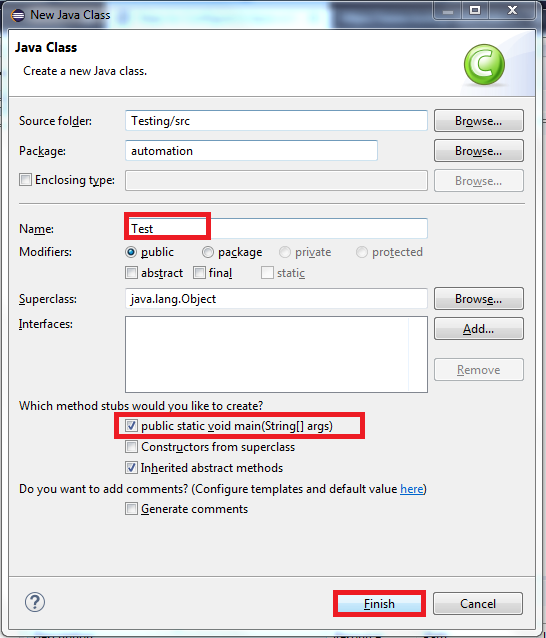 New Java Class
Java Class
Create a new Java class.
C
Source folder: Testing/src Browse...
Package: automation Browse...
Enclosing type: Browse...
Name: Test
Modifiers: public package private protected
abstract final static
Superclass: java.lang.Object Browse...
Interfaces: Add...
Remove
Which method stubs would you like to create?
public static void main(String[] args)
Constructors from superclass
Inherited abstract methods
Do you want to add comments? (Configure templates and default value here)
Generate comments
? Finish Cancel